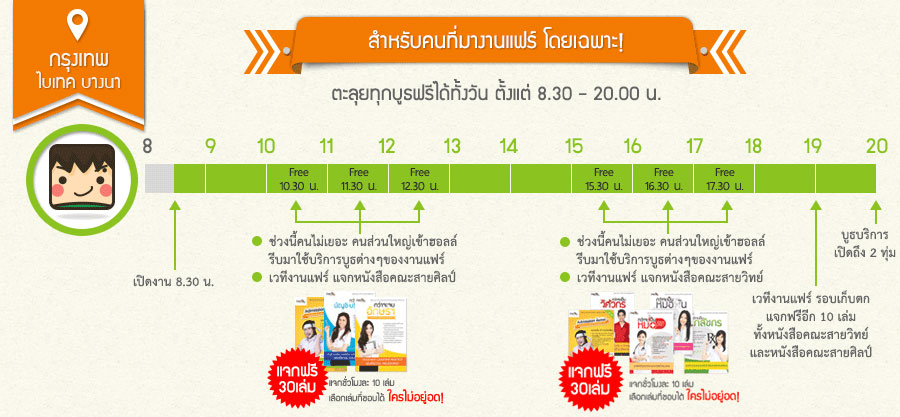 กรุงเทพ
ไบเทค บางนา
สำหรับคนที่มางานแฟร์ โดยเฉพาะ!
ตะลุยทุกบูธฟรีได้ทั้งวัน ตั้งแต่ 8.30 - 20.00 น.
8 9 10 11 12 13 14 15 16 17 18 19 20
Free Free Free Free Free Free
10.30 น. 11.30 น. 12.30 น. 15.30 น. 16.30 น. 17.30 น.
เปิดงาน 8.30 น.
ช่วงนี้คนไม่เยอะ คนส่วนใหญ่เข้าฮอลล์
รีบมาใช้บริการบูธต่างๆของงานแฟร์
เวทีงานแฟร์ แจกหนังสือคณะสายศิลป์
แจกฟรี
30เล่ม
แจกชั่วโมงละ 10 เล่ม
เลือกเล่มที่ชอบได้ ใครไม่อยู่อด!
ช่วงนี้คนไม่เยอะ คนส่วนใหญ่เข้าฮอลล์
รีบมาใช้บริการบูธต่างๆของงานแฟร์
เวทีงานแฟร์ แจกหนังสือคณะสายวิทย์
แจกฟรี
30เล่ม
แจกชั่วโมงละ 10 เล่ม
เลือกเล่มที่ชอบได้ ใครไม่อยู่อด!
เวทีงานแฟร์ รอบเก็บตก
แจกฟรีอีก 10 เล่ม
ทั้งหนังสือคณะสายวิทย์
และหนังสือคณะสายศิลป์
บูธบริการ
เปิดถึง 2 ทุ่ม